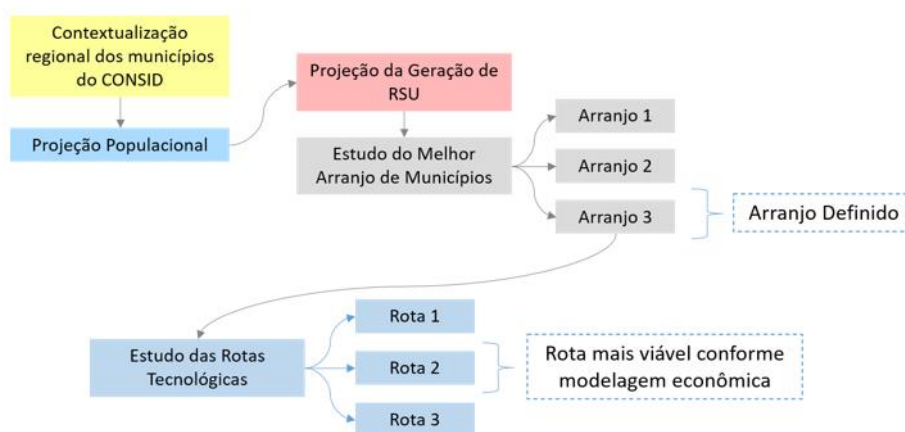 Contextualização
regional dos municípios
do CONSID
Projeção Populacional
Projeção da Geração de
RSU
Estudo do Melhor
Arranjo de Municípios
Arranjo 1
Arranjo 2
Arranjo 3
Arranjo Definido
Estudo das Rotas
Tecnológicas
Rota 1
Rota 2
Rota 3
Rota mais viável conforme
modelagem econômica